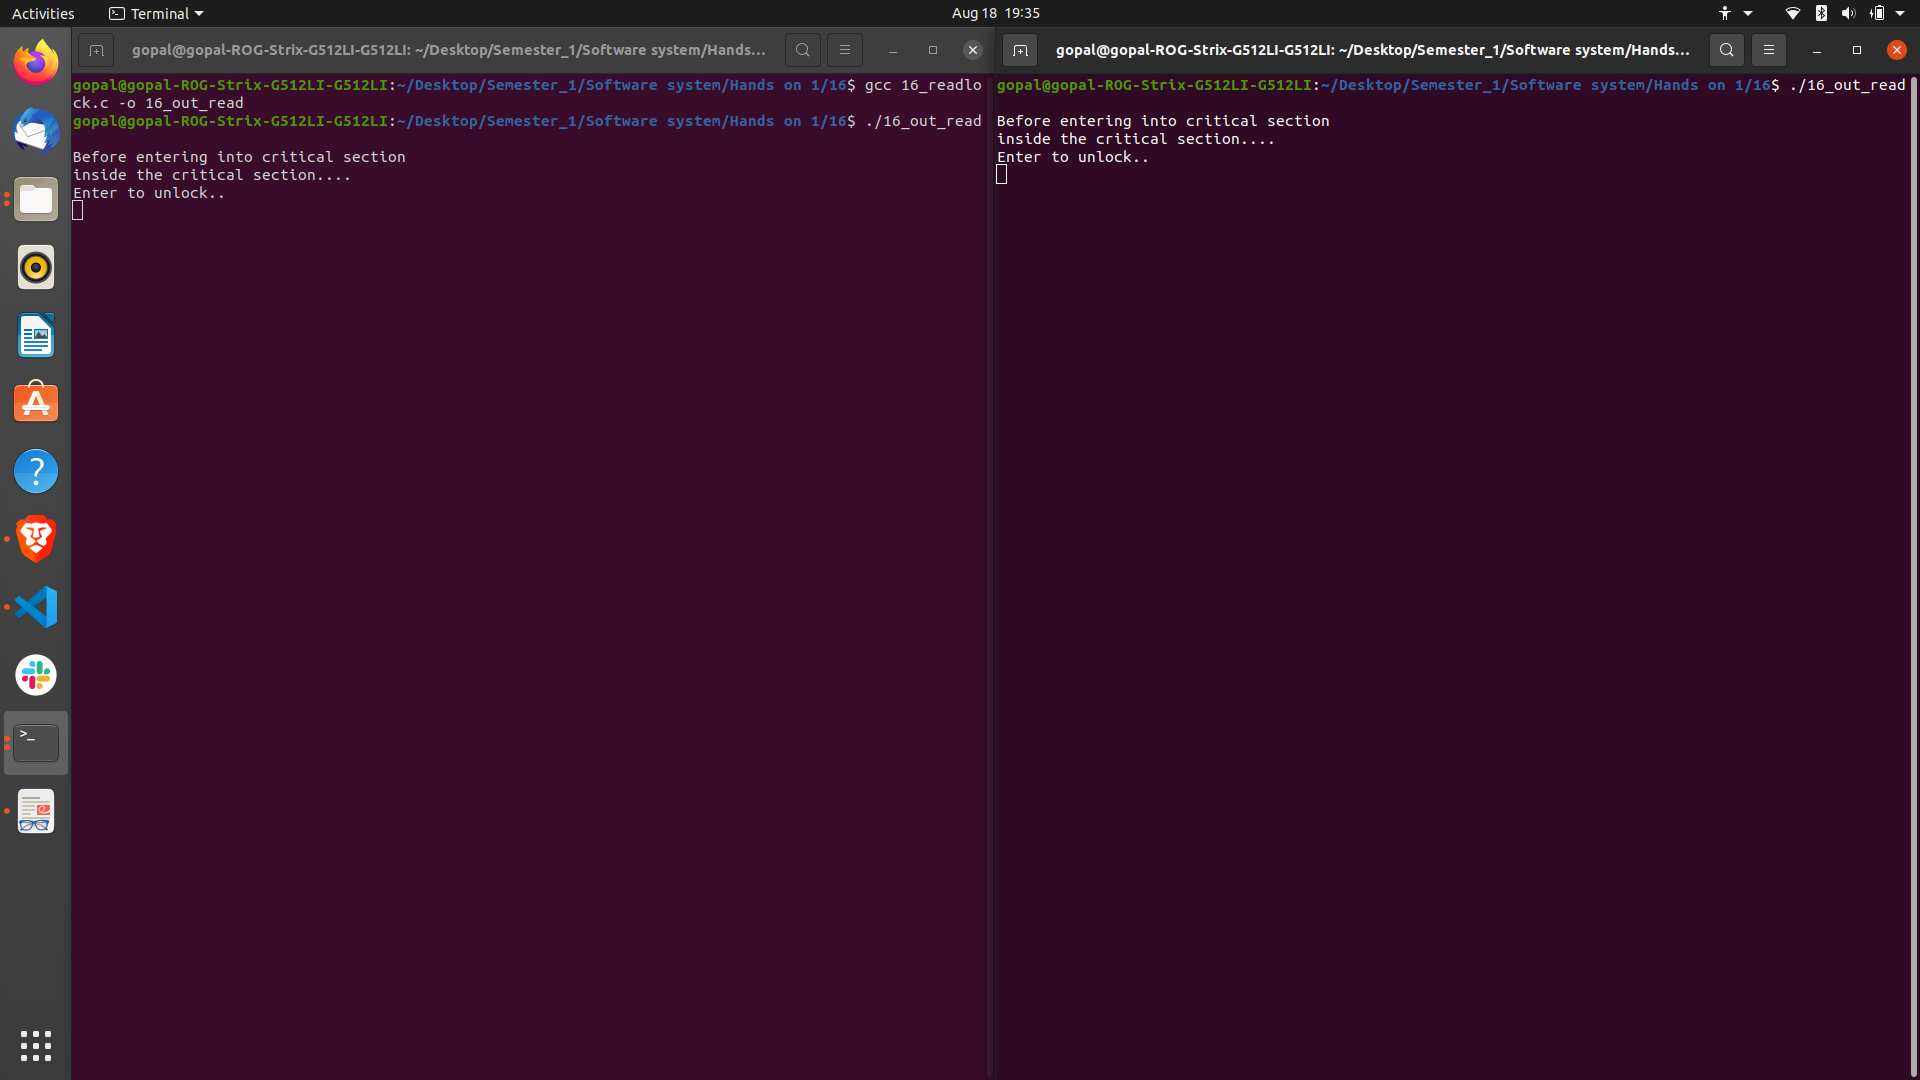 Activities
Terminal
Aug 18 19:35
gopal@gopal-ROG-Strix-G512LI-G512LI: ~/Desktop/Semester_1/Software system/Hands...
gopal@gopal-ROG-Strix-G512LI-G512LI:~/Desktop/Semester_1/Software system/Hands on 1/16$ gcc 16_readlo
ck.c -o 16_out_read
gopal@gopal-ROG-Strix-G512LI-G512LI:~/Desktop/Semester_1/Software system/Hands on 1/16$ ./16_out_read
Before entering into critical section
inside the critical section....
Enter to unlock..
gopal@gopal-ROG-Strix-G512LI-G512LI: ~/Desktop/Semester_1/Software system/Hands...
gopal@gopal-ROG-Strix-G512LI-G512LI:~/Desktop/Semester_1/Software system/Hands on 1/16$ ./16_out_read
Before entering into critical section
inside the critical section....
Enter to unlock..